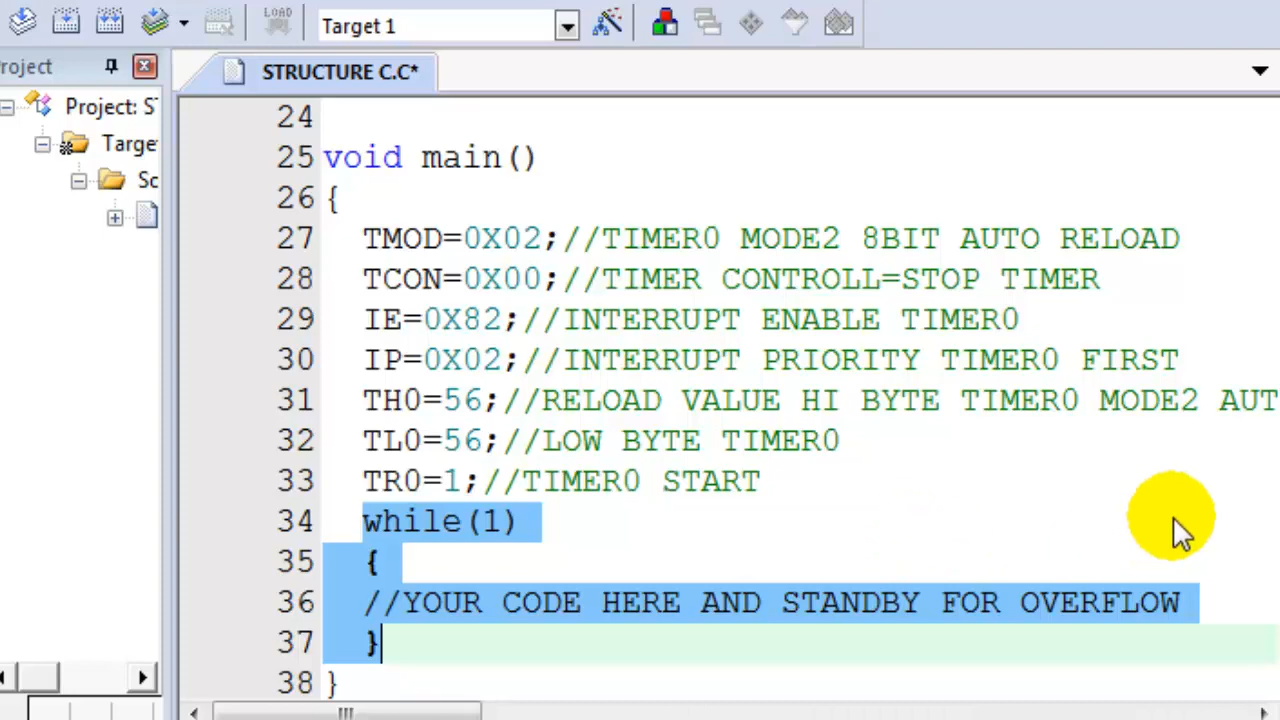 LOAD
Target 1
roject
STRUCTURE C.C*
Project: S
Targe
Sc
24
25 void main()
26 {
27 TMOD=0X02;//TIMER0 MODE2 8BIT AUTO RELOAD
28 TCON=0X00;//TIMER CONTROLL=STOP TIMER
29 IE=0X82;//INTERRUPT ENABLE TIMER0
30 IP=0X02;//INTERRUPT PRIORITY TIMER0 FIRST
31 TH0=56;//RELOAD VALUE HI BYTE TIMER0 MODE2 AUT
32 TL0=56;//LOW BYTE TIMER0
33 TR0=1;//TIMER0 START
34 while(1)
35 {
36 //YOUR CODE HERE AND STANDBY FOR OVERFLOW
37 }
38 }